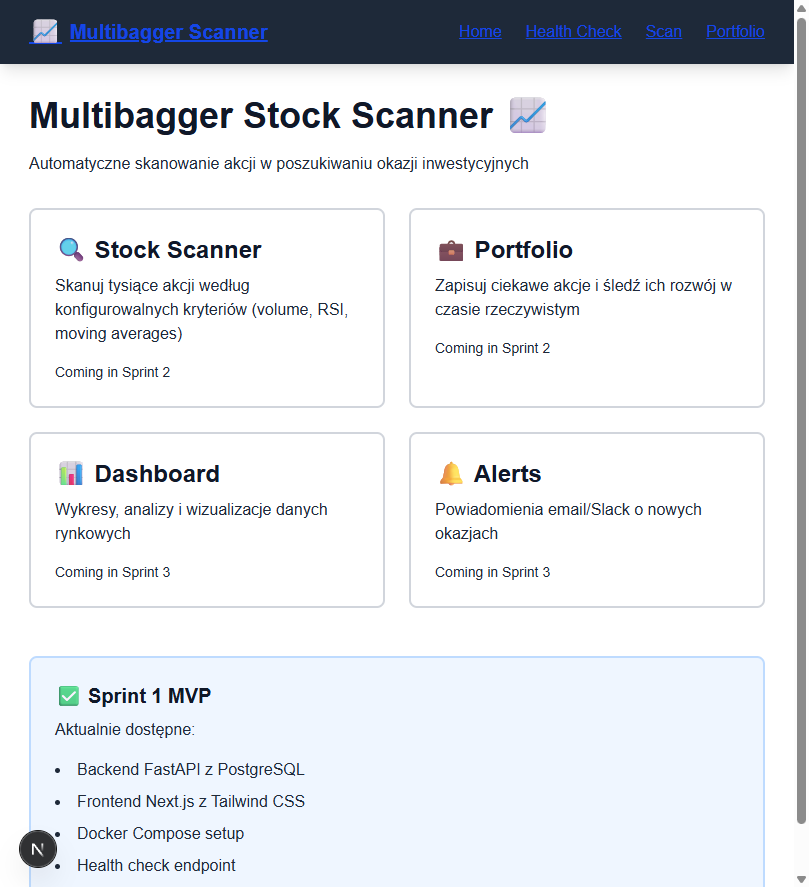 Multibagger Scanner
Home Health Check Scan Portfolio
Multibagger Stock Scanner
Automatyczne skanowanie akcji w poszukiwaniu okazji inwestycyjnych
Stock Scanner
Skanuj tysiące akcji według
konfigurowalnych kryteriów (volume, RSI,
moving averages)
Coming in Sprint 2
Portfolio
Zapisuj ciekawe akcje i śledź ich rozwój w
czasie rzeczywistym
Coming in Sprint 2
Dashboard
Wykresy, analizy i wizualizacje danych
rynkowych
Coming in Sprint 3
Alerts
Powiadomienia email/Slack o nowych
okazjach
Coming in Sprint 3
Sprint 1 MVP
Aktualnie dostępne:
Backend FastAPI z PostgreSQL
Frontend Next.js z Tailwind CSS
Docker Compose setup
Health check endpoint
N